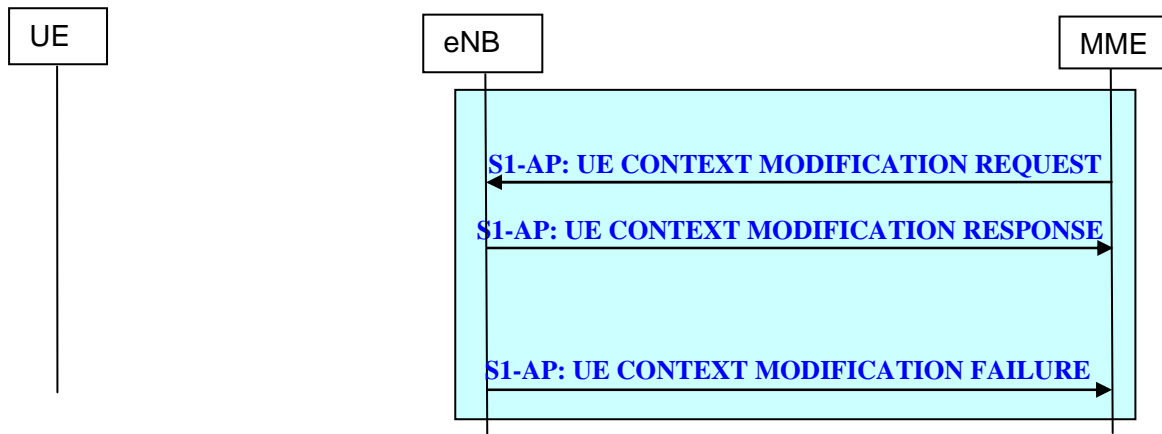 UE
eNB
MME
S1-AP: UE CONTEXT MODIFICATION REQUEST
S1-AP: UE CONTEXT MODIFICATION RESPONSE
S1-AP: UE CONTEXT MODIFICATION FAILURE